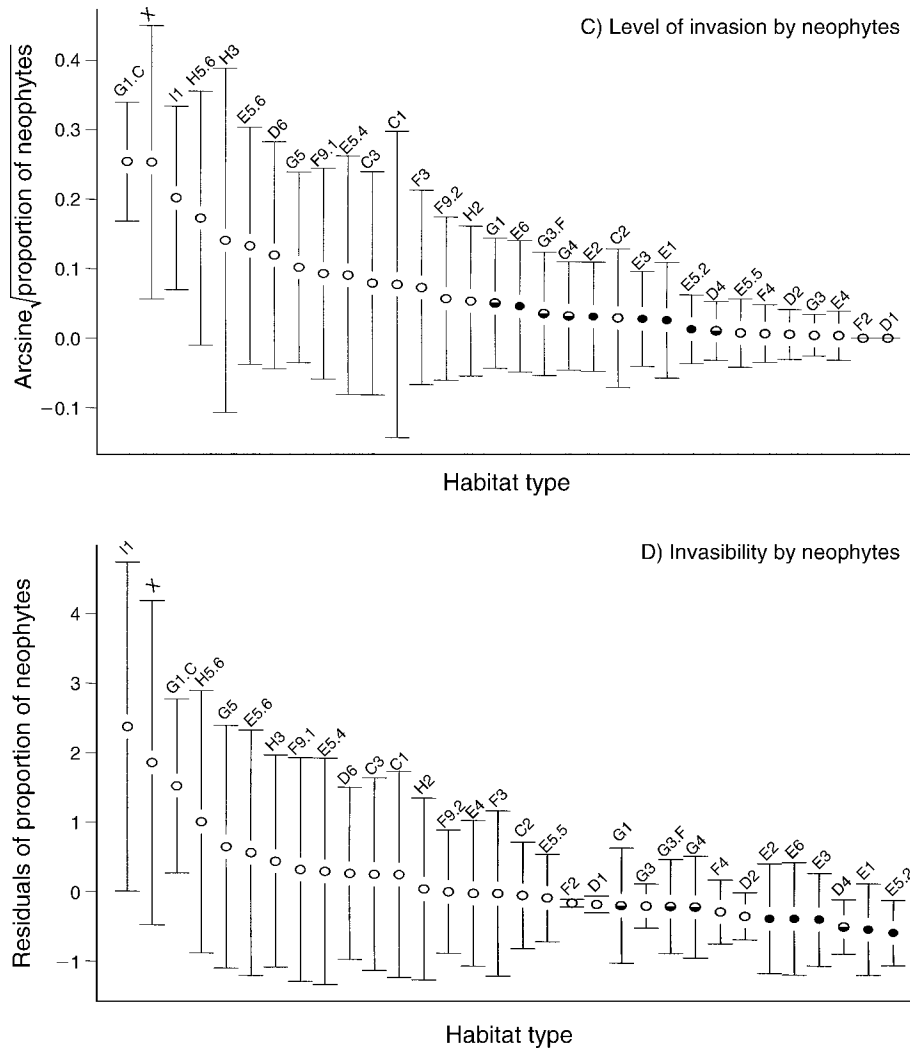 C) Level of invasion by neophytes
Arcsine√proportion of neophytes
0.4
0.3
0.2
0.1
0.0
−0.1
G1.C
X
I1
H5.6
H3
E5.6
D6
G5
F9.1
E5.4
C3
C1
F3
F9.2
H2
G1
E6
G3.F
G4
E2
C2
E3
E1
E5.2
D4
E5.5
F4
D2
G3
E4
F2
D1
Habitat type
D) Invasibility by neophytes
Residuals of proportion of neophytes
4
3
2
1
0
−1
I1
X
G1.C
H5.6
G5
E5.6
H3
F9.1
E5.4
D6
C3
C1
H2
F9.2
E4
F3
C2
E5.5
F2
D1
G1
G3
G3.F
G4
F4
D2
E2
E6
E3
D4
E1
E5.2
Habitat type